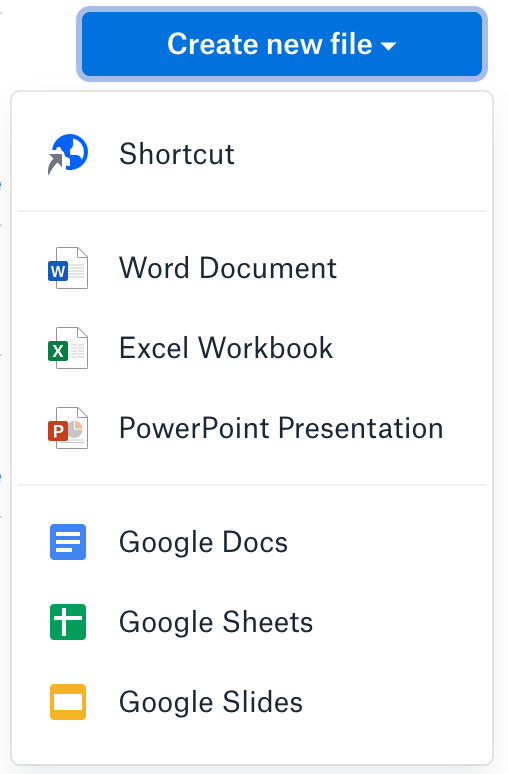 Create new file
Shortcut
W Word Document
X Excel Workbook
P PowerPoint Presentation
Google Docs
Google Sheets
Google Slides